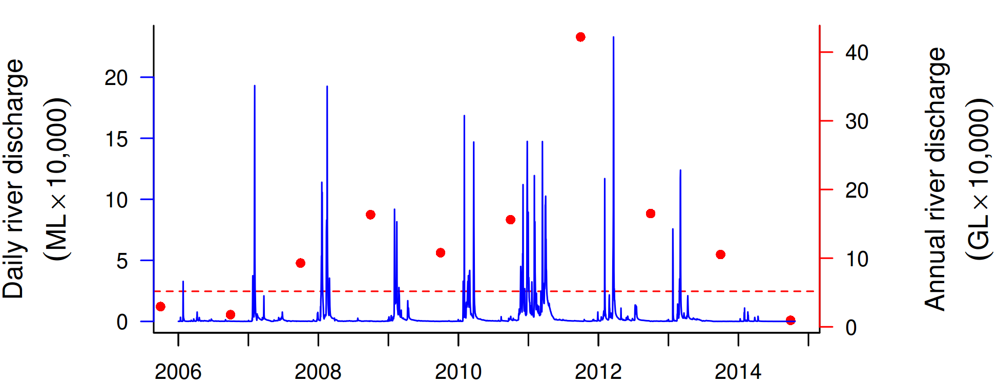 Daily river discharge
(ML × 10,000)
20
15
10
5
0
40
30
20
10
0
Annual river discharge
(GL × 10,000)
2006 2008 2010 2012 2014